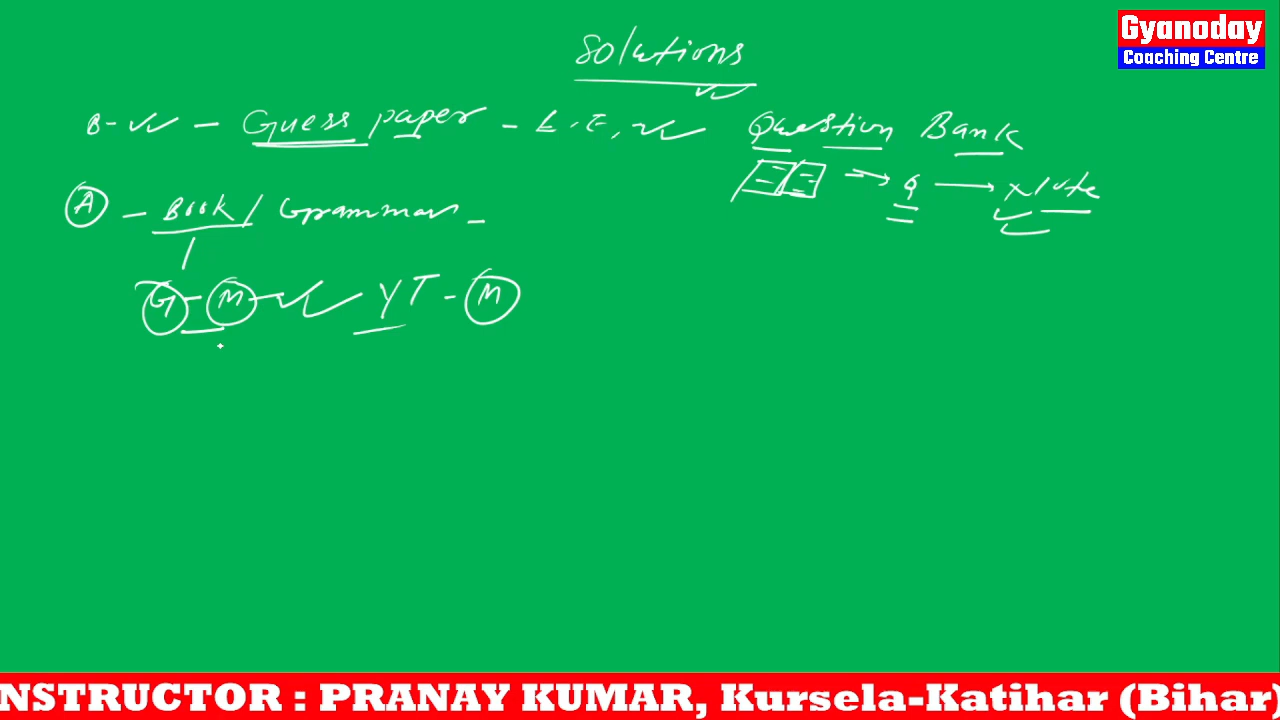 Gyanoday
Coaching Centre
Solutions
B- — Guess paper - L.E, Question Bank
→ Q →
A - Book / Grammar -
G - M YT - M
NSTRUCTOR : PRANAY KUMAR, Kursela-Katihar (Bihar)